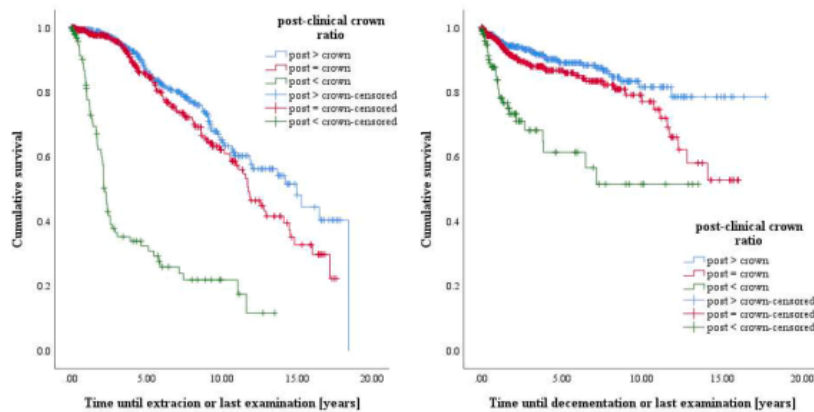 post-clinical crown
ratio
post > crown
post = crown
post < crown
post > crown-censored
post = crown-censored
post < crown-censored
1.0
0.8
0.6
0.4
0.2
0.0
Cumulative survival
.00 5.00 10.00 15.00 20.00
Time until extracion or last examination [years]
1.0
0.8
0.6
0.4
0.2
0.0
Cumulative survival
post-clinical crown
ratio
post > crown
post = crown
post < crown
post > crown-censored
post = crown-censored
post < crown-censored
.00 5.00 10.00 15.00 20.00
Time until decementation or last examination [years]